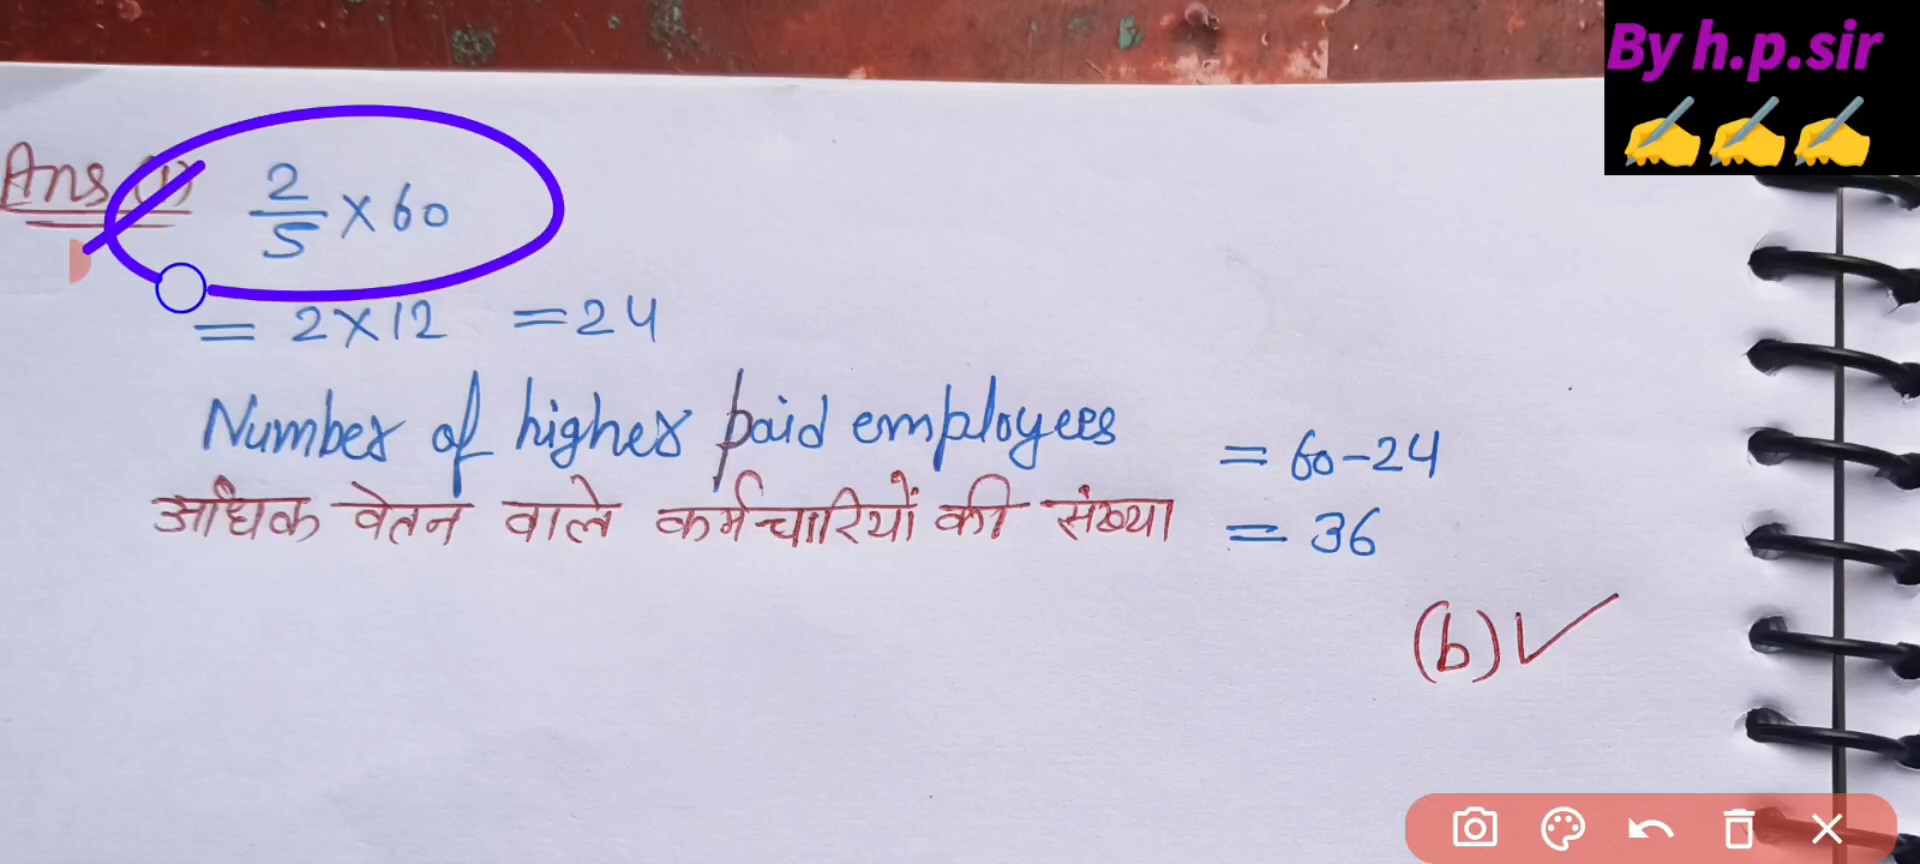 By h.p.sir
Ans.(1) 2/5 × 60
= 2×12 = 24
Number of higher paid employees = 60-24
अधिक वेतन वाले कर्मचारियों की संख्या = 36
(b) ✓